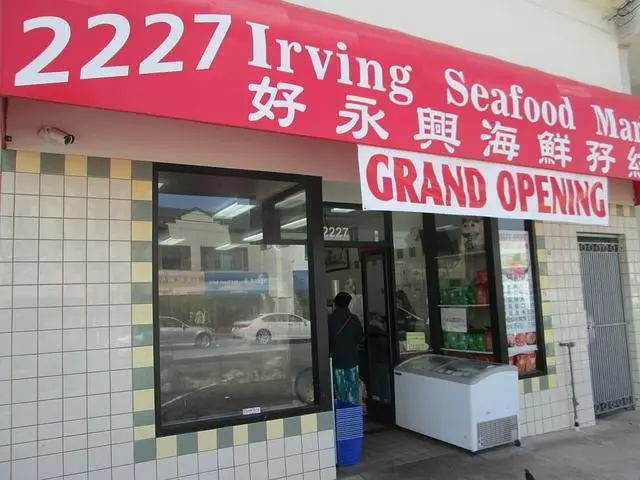 2227 Irving Seafood Mar
好永興海鮮孖
GRAND OPENING
2227